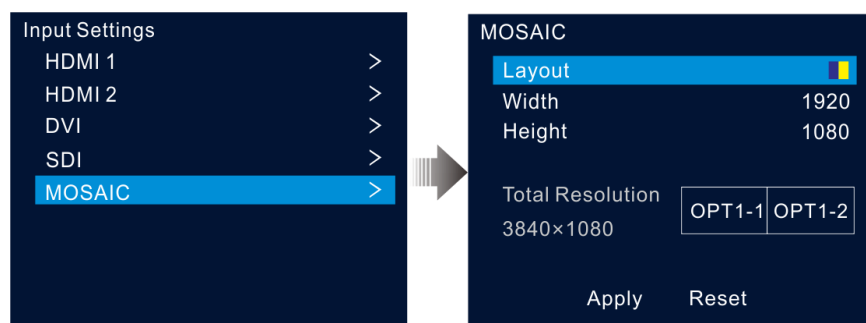 Input Settings
HDMI 1 >
HDMI 2 >
DVI >
SDI >
MOSAIC >
MOSAIC
Layout
Width 1920
Height 1080
Total Resolution
3840×1080
OPT1-1 OPT1-2
Apply Reset